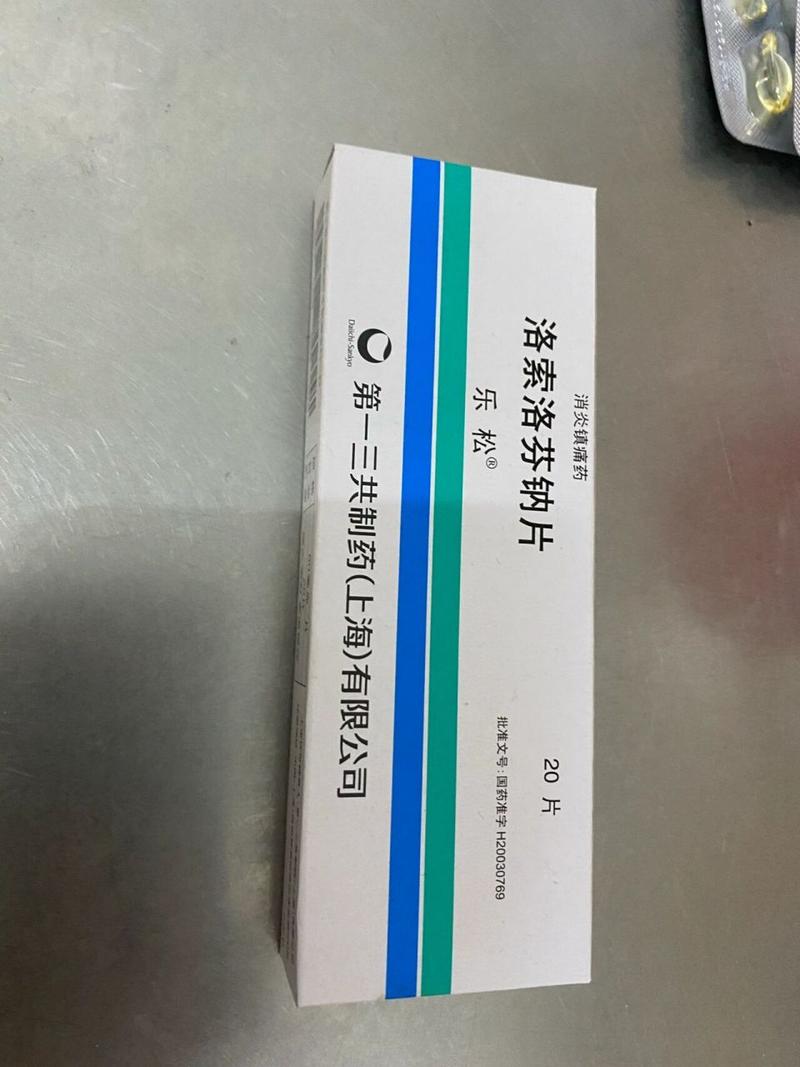 消炎镇痛药
洛索洛芬钠片
20 片
乐 松®
批准文号:国药准字 H20030769
Daiichi-Sankyo
第一三共制药(上海)有限公司